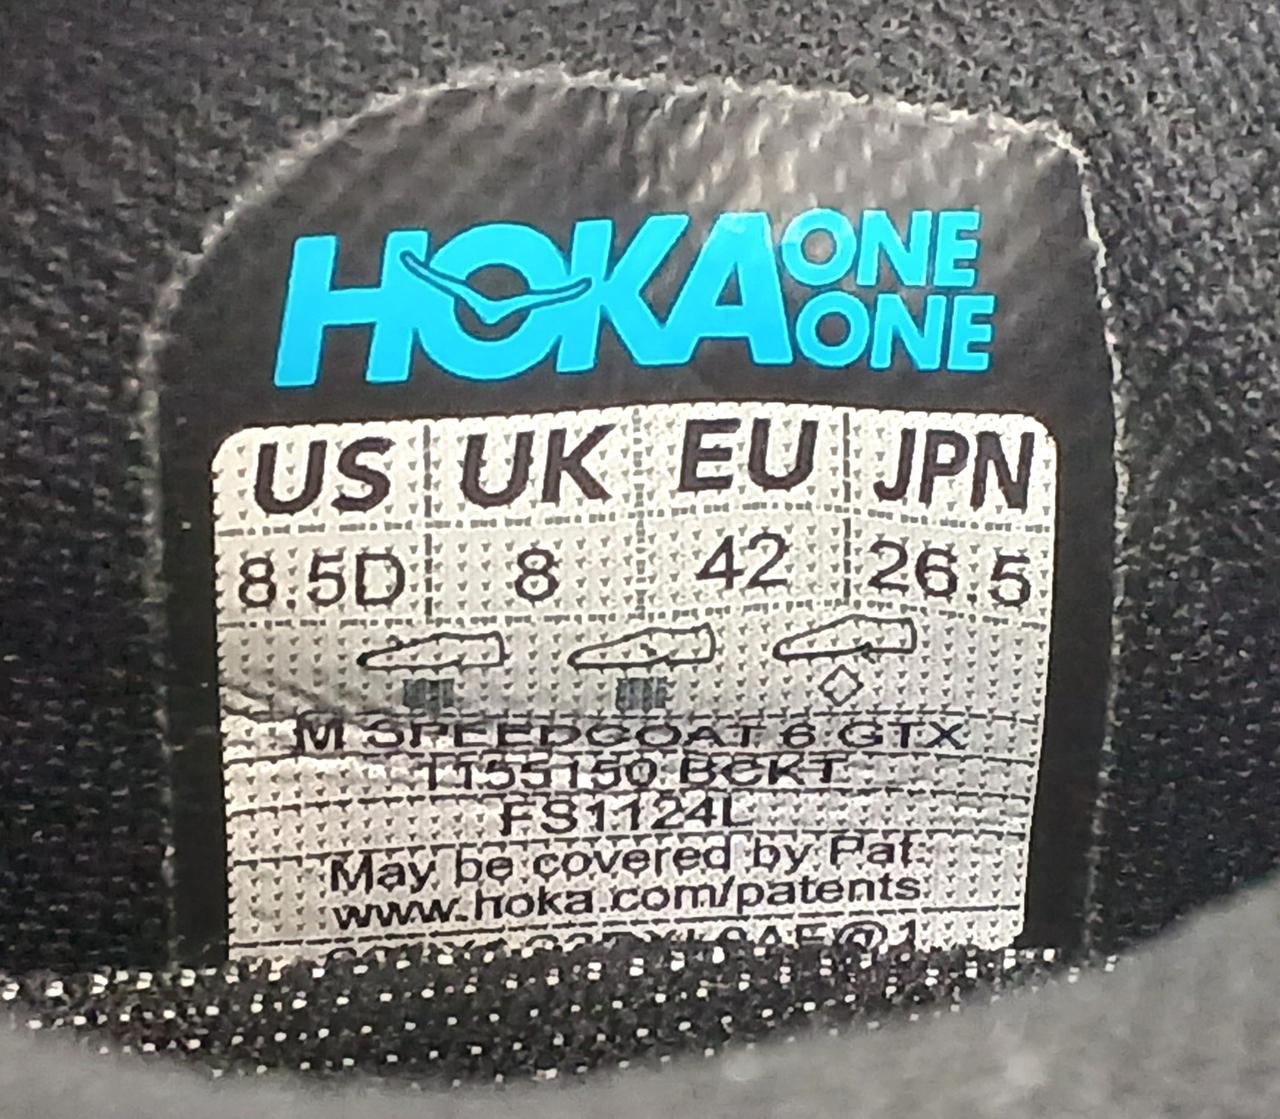 HOKA ONE ONE
US UK EU JPN
8.5D 8 42 26.5
M SPEEDGOAT 6 GTX
1155150 BCKT
FS1124L
May be covered by Pat.
www.hoka.com/patents